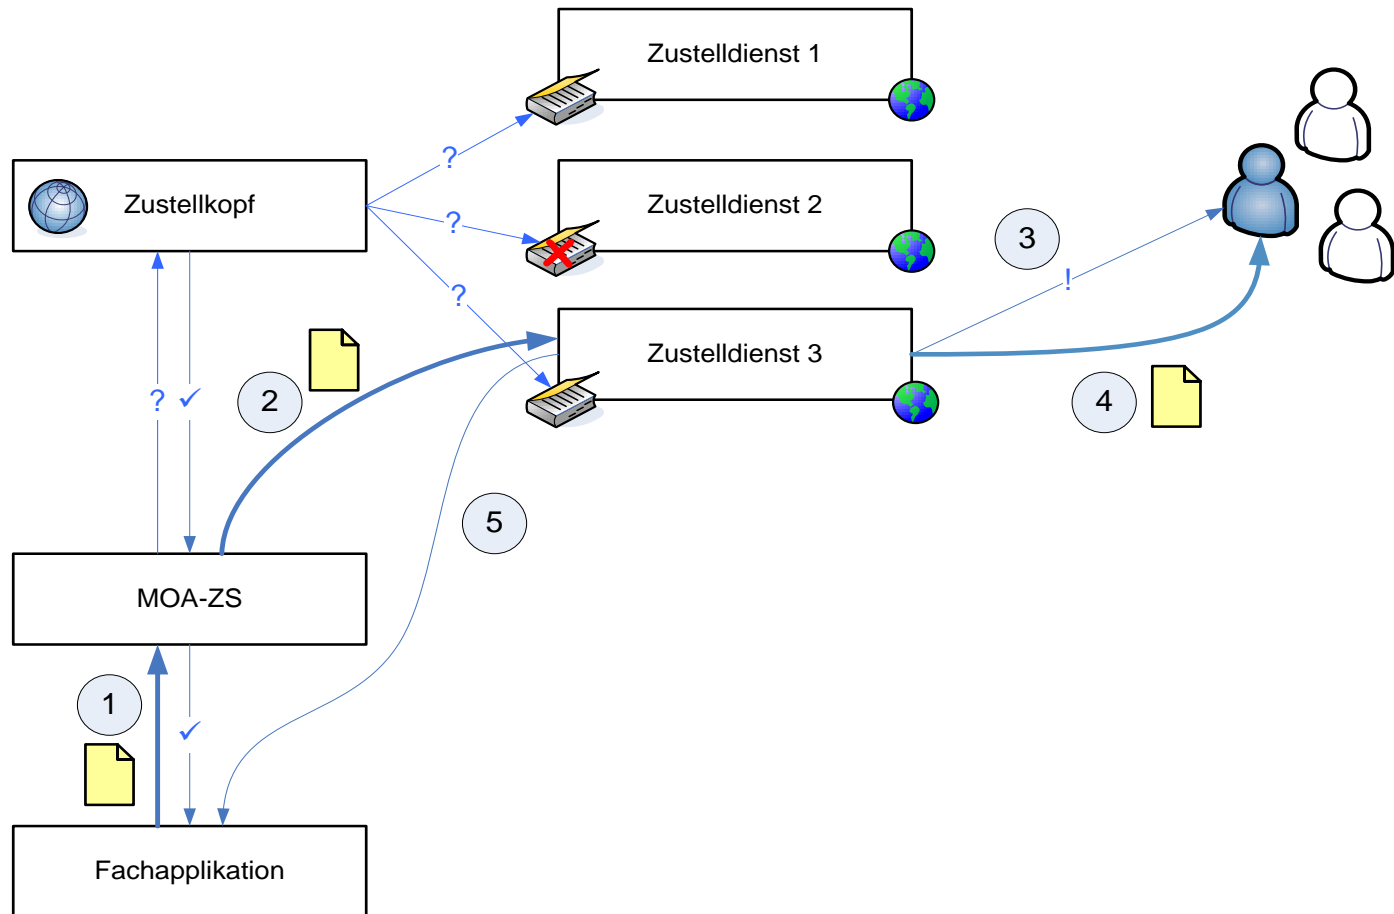 Zustelldienst 1
?
Zustellkopf
?
Zustelldienst 2
3
?
!
Zustelldienst 3
2
? ✓
4
5
MOA-ZS
1
✓
Fachapplikation